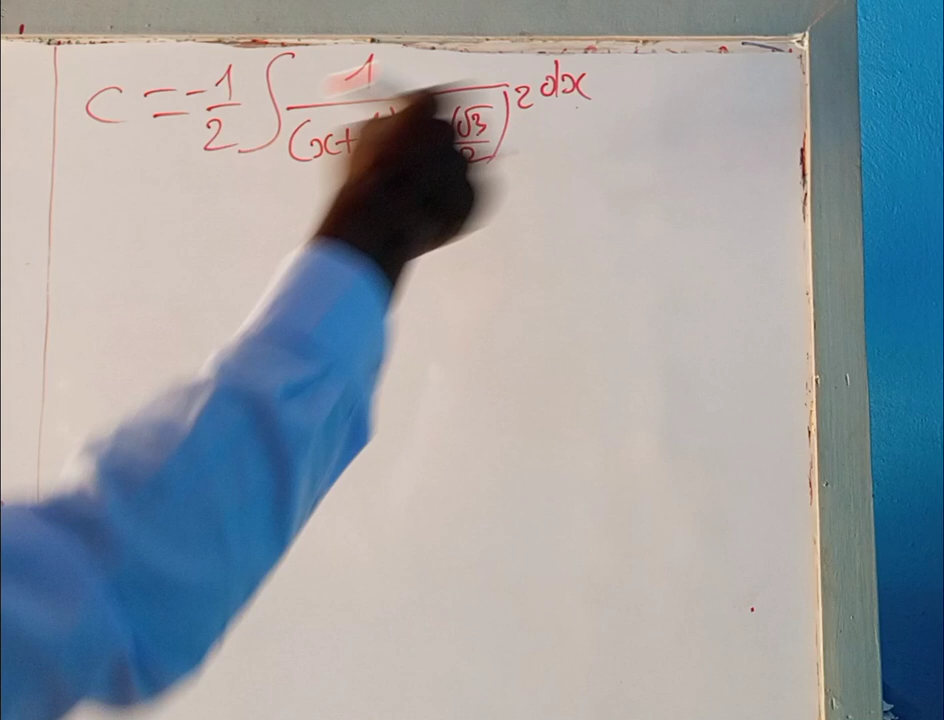 C = -1/2 ∫ 1/(x+ (√3/2)^2 dx